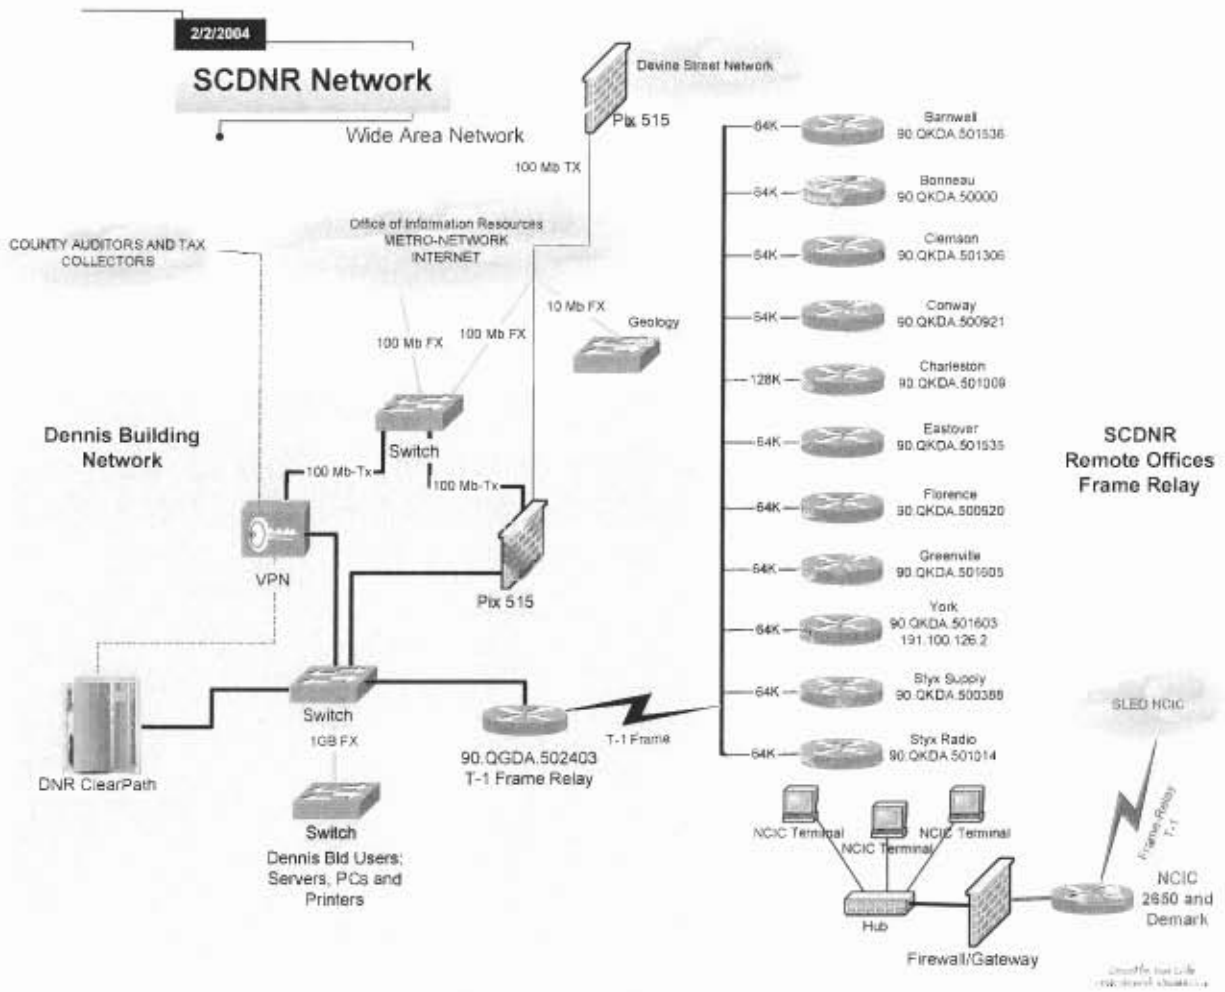 2/2/2004
SCDNR Network
Wide Area Network
Devine Street Network
Pix 515
100 Mb TX
Office of Information Resources
METRO-NETWORK
INTERNET
COUNTY AUDITORS AND TAX
COLLECTORS
10 Mb FX
Geology
100 Mb FX
100 Mb FX
Dennis Building
Network
Switch
100 Mb-Tx
100 Mb-Tx
VPN
Pix 515
Switch
1GB FX
DNR ClearPath
Switch
Dennis Bld Users;
Servers, PCs and
Printers
90.QGDA.502403
T-1 Frame Relay
T-1 Frame
64K
Barnwell
90.QKDA.501536
64K
Bonneau
90.QKDA.50000
64K
Clemson
90.QKDA.501306
64K
Conway
90.QKDA.500921
128K
Charleston
90.QKDA.501009
64K
Eastover
90.QKDA.501535
64K
Florence
90.QKDA.500920
64K
Greenville
90.QKDA.501605
64K
York
90.QKDA.501603
191.100.126.2
64K
Styx Supply
90.QKDA.500388
64K
Styx Radio
90.QKDA.501014
SCDNR
Remote Offices
Frame Relay
SLED NCIC
Frame-Relay
T-1
NCIC Terminal
NCIC Terminal
NCIC Terminal
Hub
Firewall/Gateway
NCIC
2650 and
Demark